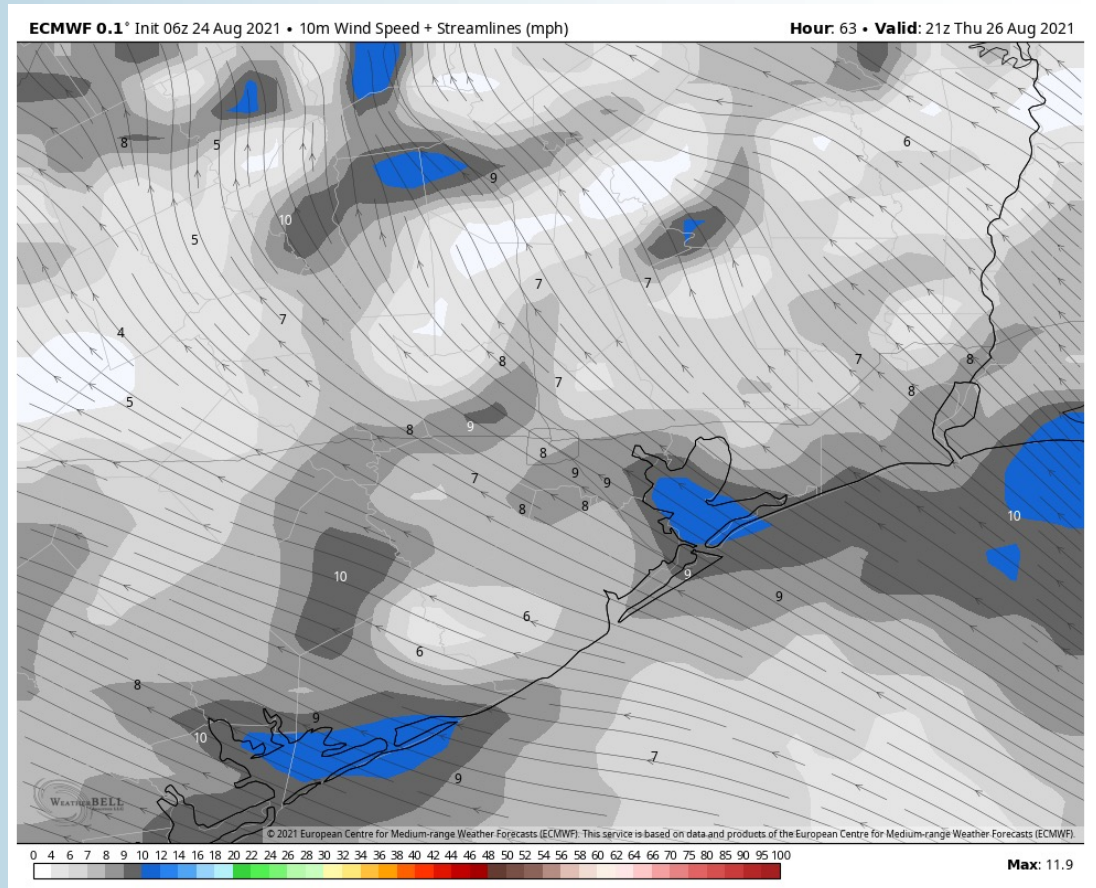 ECMWF 0.1° Init 06z 24 Aug 2021 • 10m Wind Speed + Streamlines (mph) Hour: 63 • Valid: 21z Thu 26 Aug 2021
8 5 6
9
10
5
7 7
7
4
8 7 8
7 8
5
8 9
8
7 9 9
8 8
10
10
9
9
6
6
8
9
10
7
9
WEATHERBELL
© 2021 European Centre for Medium-range Weather Forecasts (ECMWF). This service is based on data and products of the European Centre for Medium-range Weather Forecasts (ECMWF).
0 4 6 7 8 9 10 12 14 16 18 20 24 26 28 30 32 34 36 38 40 42 44 46 48 50 52 54 56 58 60 62 64 66 70 75 80 85 90 95 100
Max: 11.9